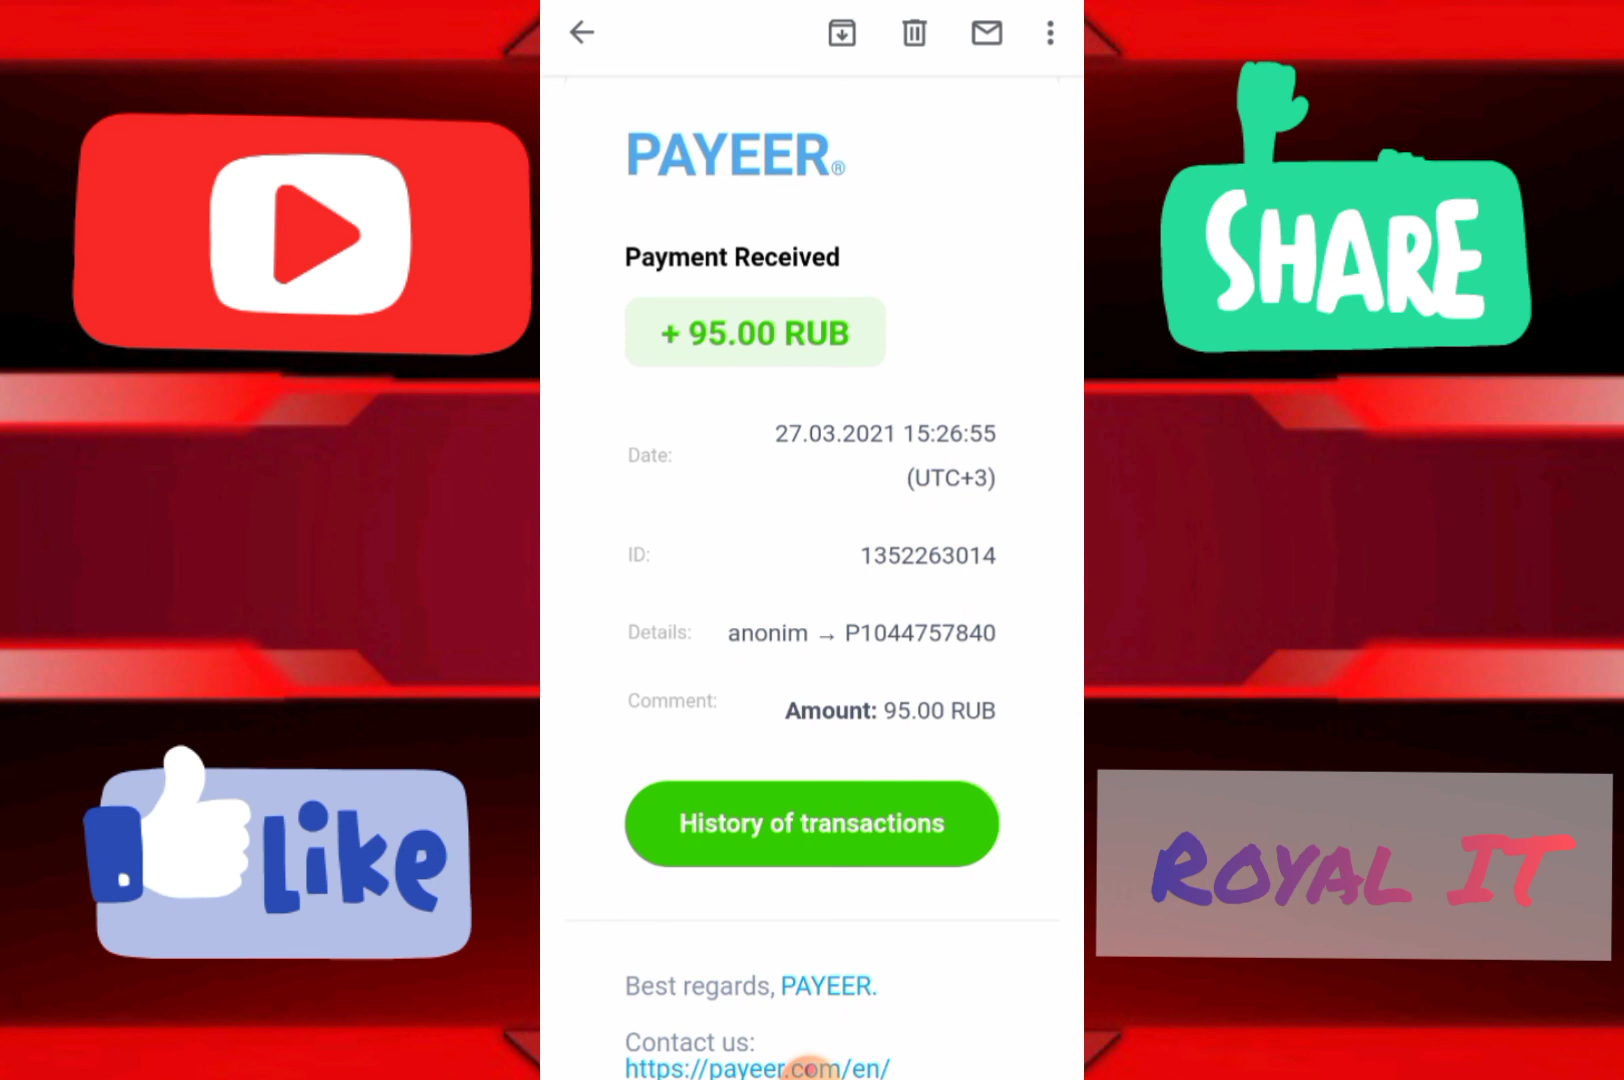 PAYEER®
Payment Received
+ 95.00 RUB
Date: 27.03.2021 15:26:55
(UTC+3)
ID: 1352263014
Details: anonim → P1044757840
Comment: Amount: 95.00 RUB
History of transactions
Best regards, PAYEER.
Contact us:
https://payeer.com/en/
SHARE
Like
ROYAL IT